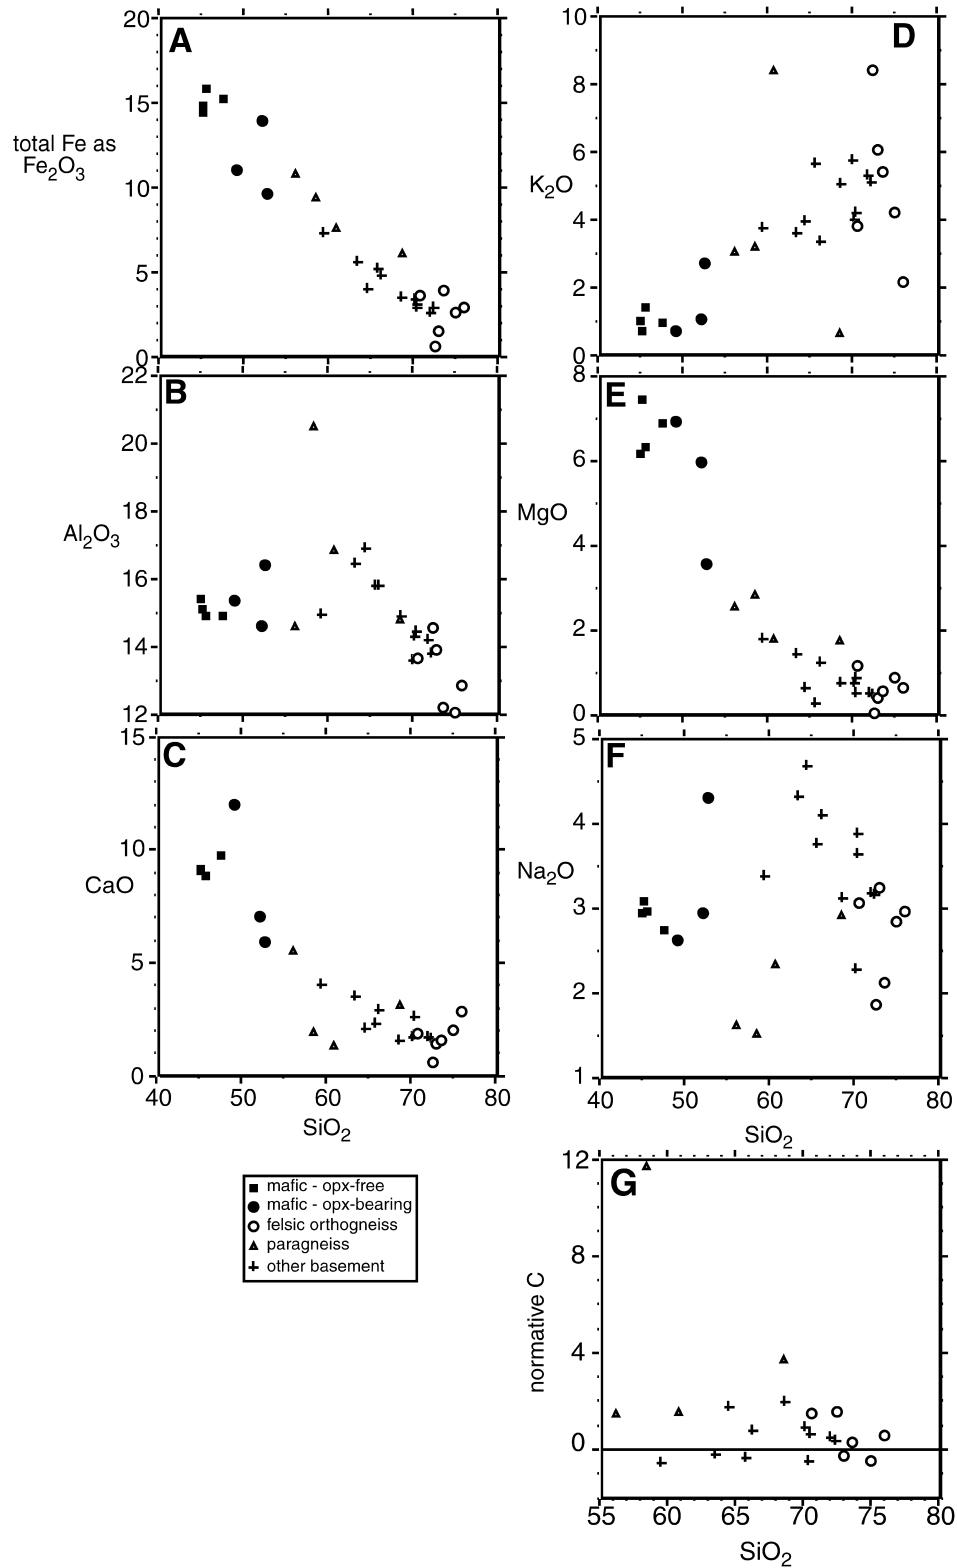 A
20
15
10
5
0
total Fe as
Fe2O3
D
10
8
6
4
2
0
K2O
B
22
20
18
16
14
12
Al2O3
E
8
6
4
2
0
MgO
C
15
10
5
0
CaO
40 50 60 70 80
SiO2
F
5
4
3
2
1
Na2O
40 50 60 70 80
SiO2
mafic - opx-free
mafic - opx-bearing
felsic orthogneiss
paragneiss
other basement
G
12
8
4
0
normative C
55 60 65 70 75 80
SiO2